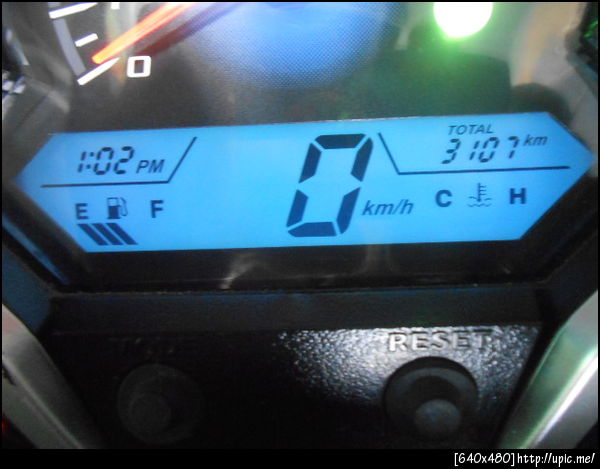 0
TOTAL
1:02 PM
3107 km
E F
0 km/h
C H
RESET
[640x480]http://upic.me/